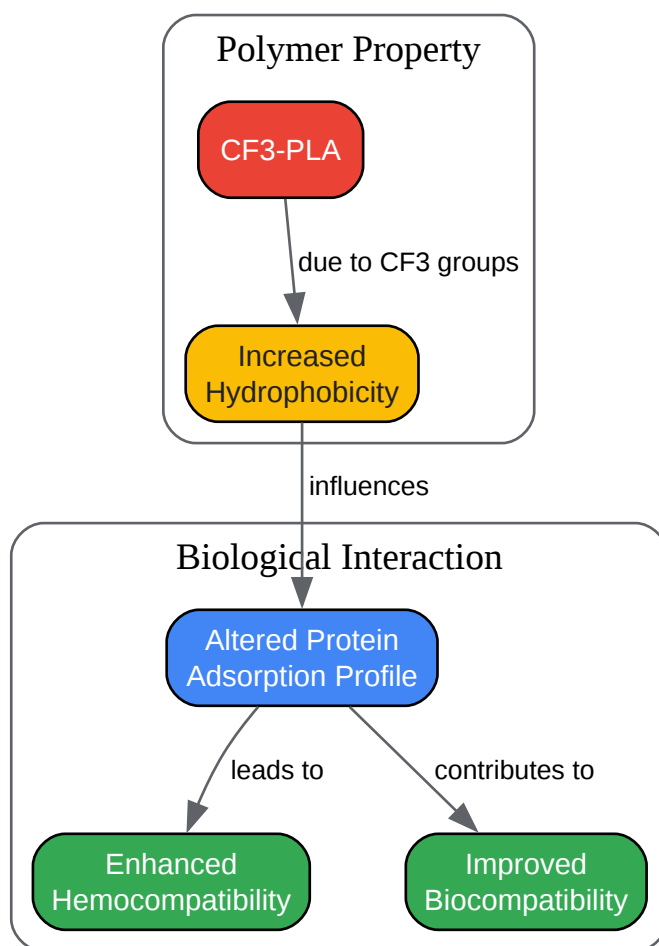 Polymer Property
CF3-PLA
due to CF3 groups
Increased
Hydrophobicity
influences
Biological Interaction
Altered Protein
Adsorption Profile
leads to
contributes to
Enhanced
Hemocompatibility
Improved
Biocompatibility